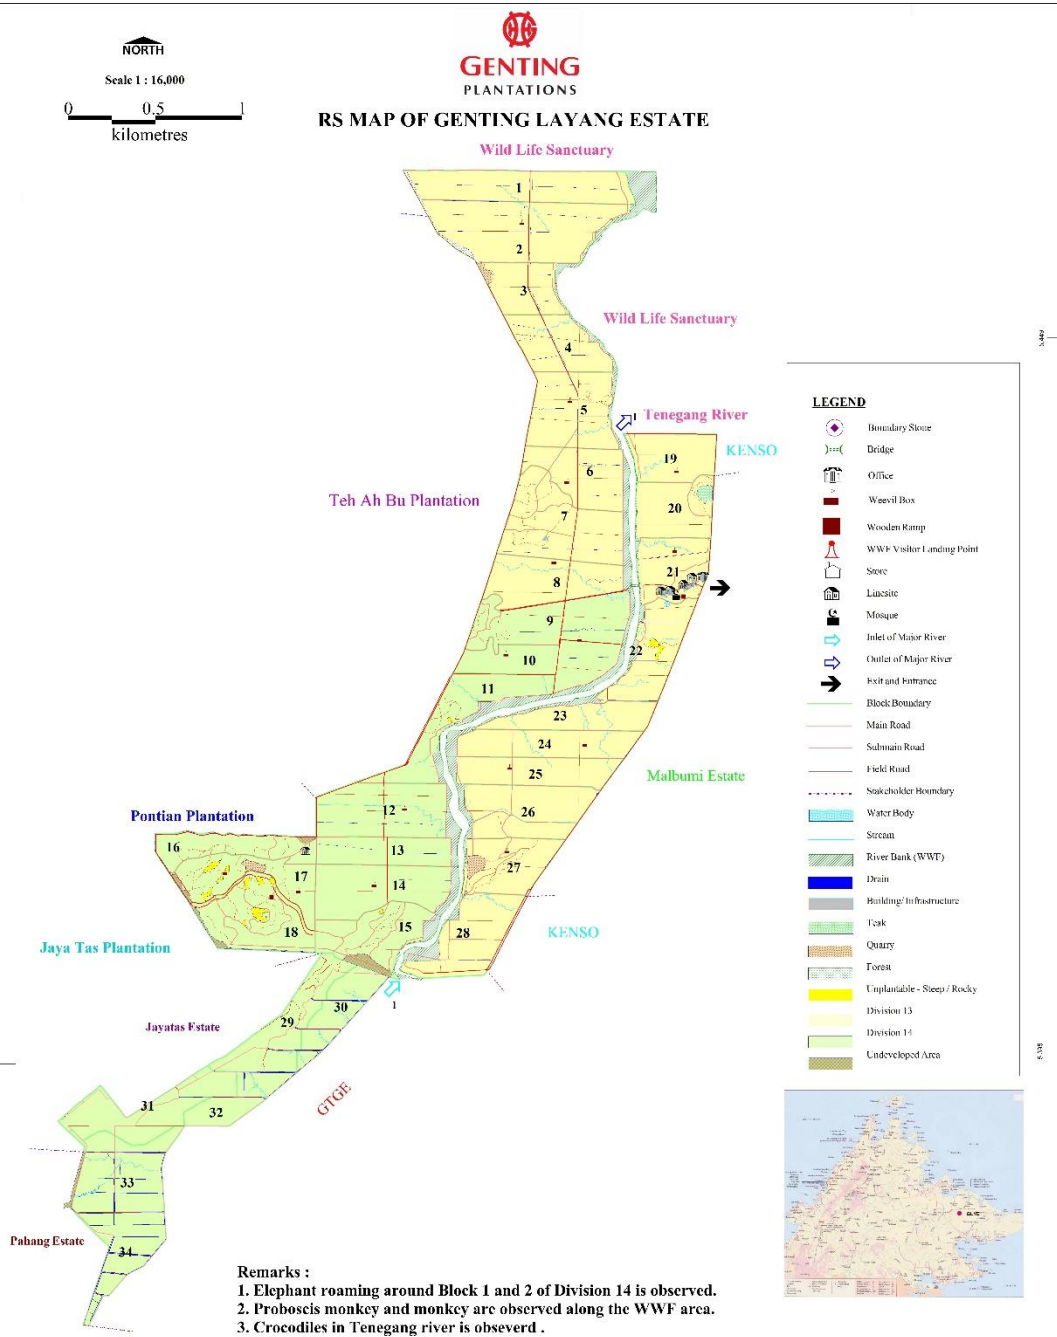 NORTH
Scale 1 : 16,000
0 0.5 1
kilometres
GENTING
PLANTATIONS
RS MAP OF GENTING LAYANG ESTATE
Wild Life Sanctuary
1
2
3
Wild Life Sanctuary
4
5
1
Tenegang River
KENSO
19
6
20
Teh Ah Bu Plantation
7
21
8
9
22
10
11
23
24
25
Malbumi Estate
26
12
Pontian Plantation
16
13
27
17
14
15
18
28
KENSO
Jaya Tas Plantation
1
30
29
Jayatas Estate
GTGE
31
32
33
Pahang Estate
34
LEGEND
Boundary Stone
Bridge
Office
Weevil Box
Wooden Ramp
WWF Visitor Landing Point
Store
Linesite
Mosque
Inlet of Major River
Outlet of Major River
Exit and Entrance
Block Boundary
Main Road
Submain Road
Field Road
Stakeholder Boundary
Water Body
Stream
River Bank (WWF)
Drain
Building/ Infrastructure
Teak
Quarry
Forest
Unplantable - Steep / Rocky
Division 13
Division 14
Undeveloped Area
Remarks :
1. Elephant roaming around Block 1 and 2 of Division 14 is observed.
2. Proboscis monkey and monkey are observed along the WWF area.
3. Crocodiles in Tenegang river is obseverd .